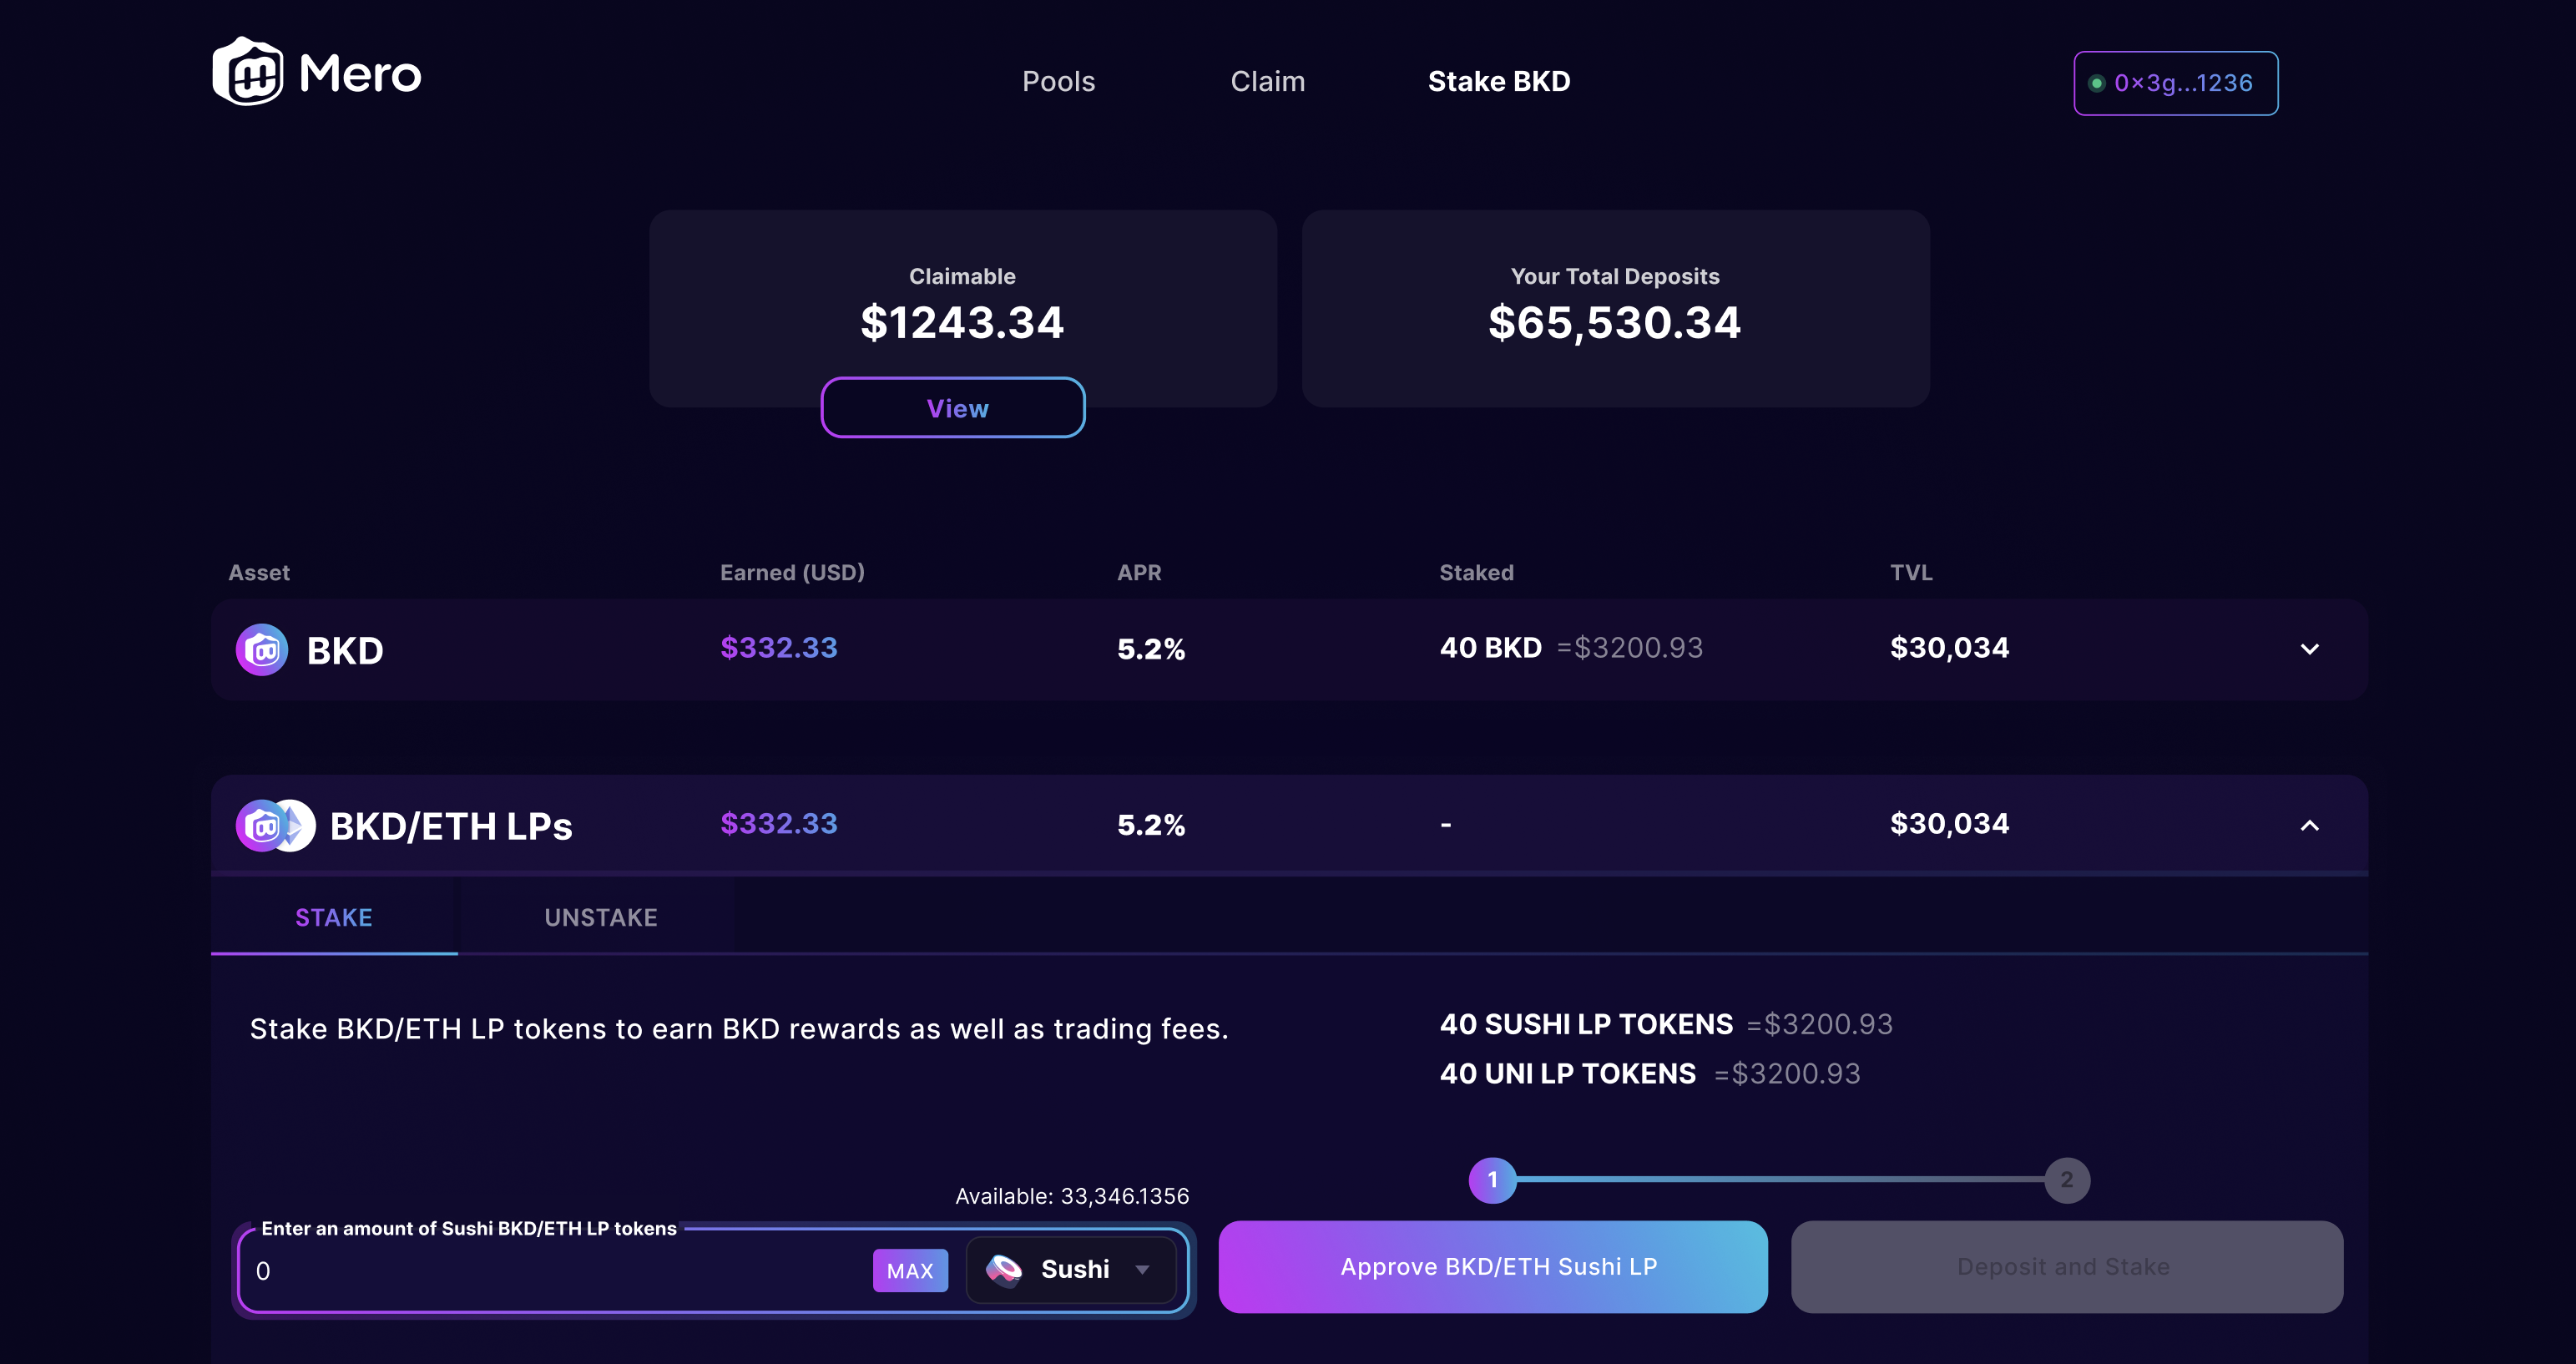 Mero
Pools Claim Stake BKD
0×3g...1236
Claimable
$1243.34
View
Your Total Deposits
$65,530.34
Asset Earned (USD) APR Staked TVL
BKD $332.33 5.2% 40 BKD =$3200.93 $30,034
BKD/ETH LPs $332.33 5.2% - $30,034
STAKE UNSTAKE
Stake BKD/ETH LP tokens to earn BKD rewards as well as trading fees.
40 SUSHI LP TOKENS =$3200.93
40 UNI LP TOKENS =$3200.93
Available: 33,346.1356
1 2
Enter an amount of Sushi BKD/ETH LP tokens
0 MAX Sushi
Approve BKD/ETH Sushi LP
Deposit and Stake